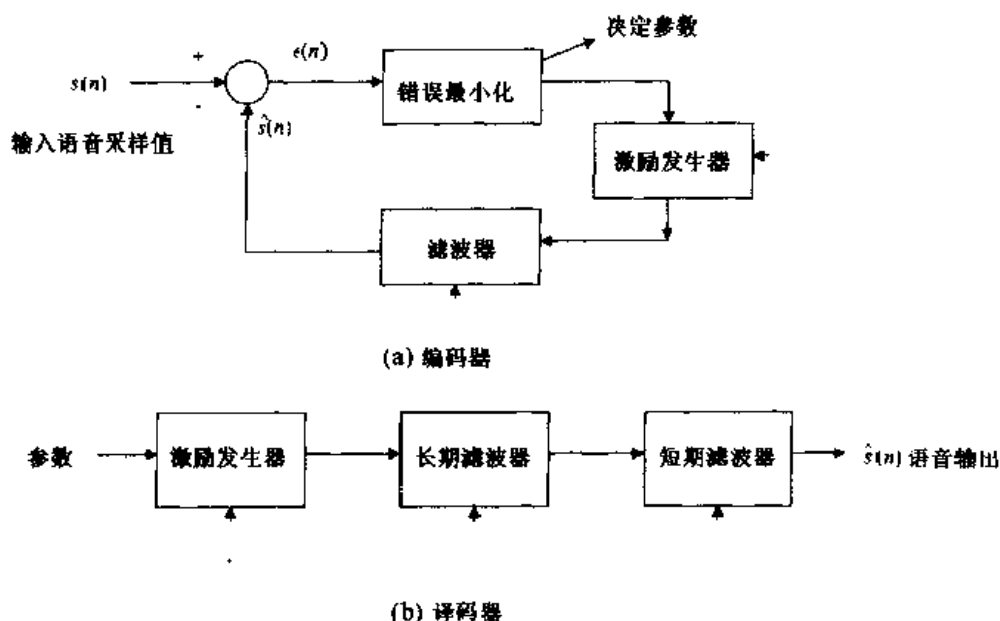 决定参数
+
e(n)
s(n)
错误最小化
-
ŝ(n)
输入语音采样值
激励发生器
滤波器
(a) 编码器
参数
激励发生器
长期滤波器
短期滤波器
ŝ(n) 语音输出
(b) 译码器